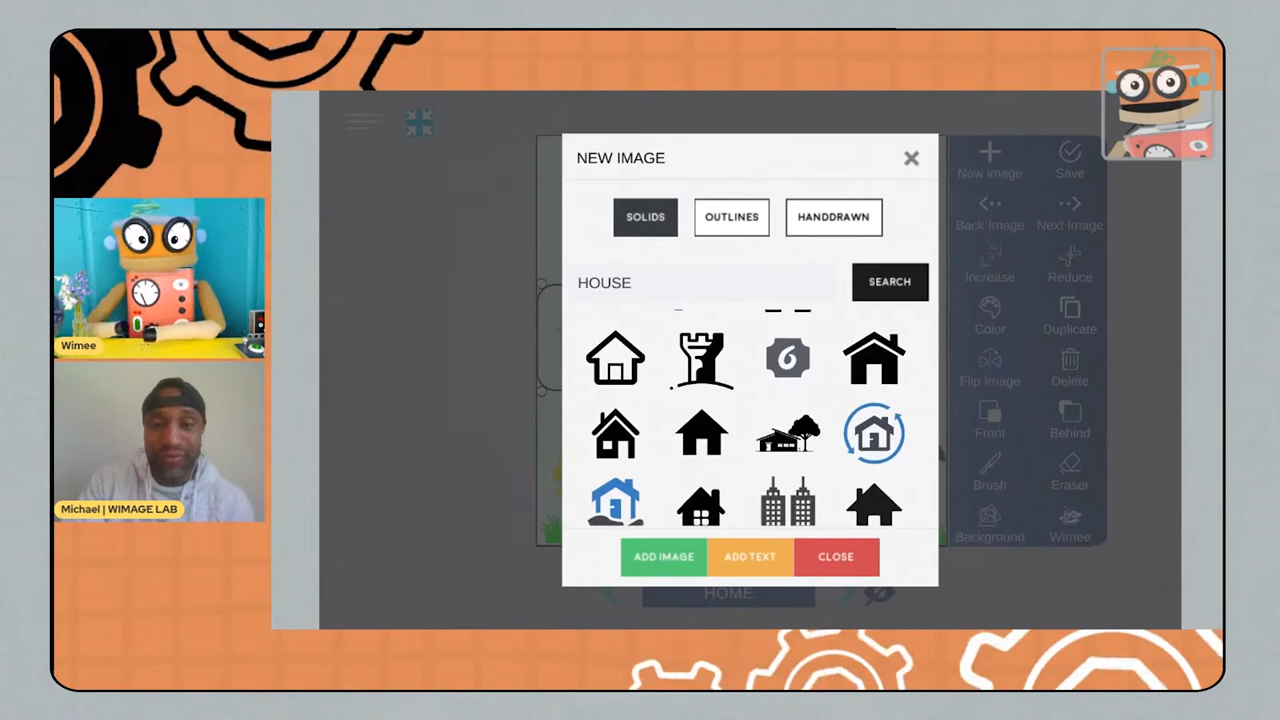 NEW IMAGE
SOLIDS
OUTLINES
HANDDRAWN
HOUSE
SEARCH
6
ADD IMAGE
ADD TEXT
CLOSE
HOME
New image
Save
Back Image
Next Image
Increase
Reduce
Color
Duplicate
Flip Image
Delete
Front
Behind
Brush
Eraser
Background
Wimee
Wimee
Michael | WIMAGE LAB